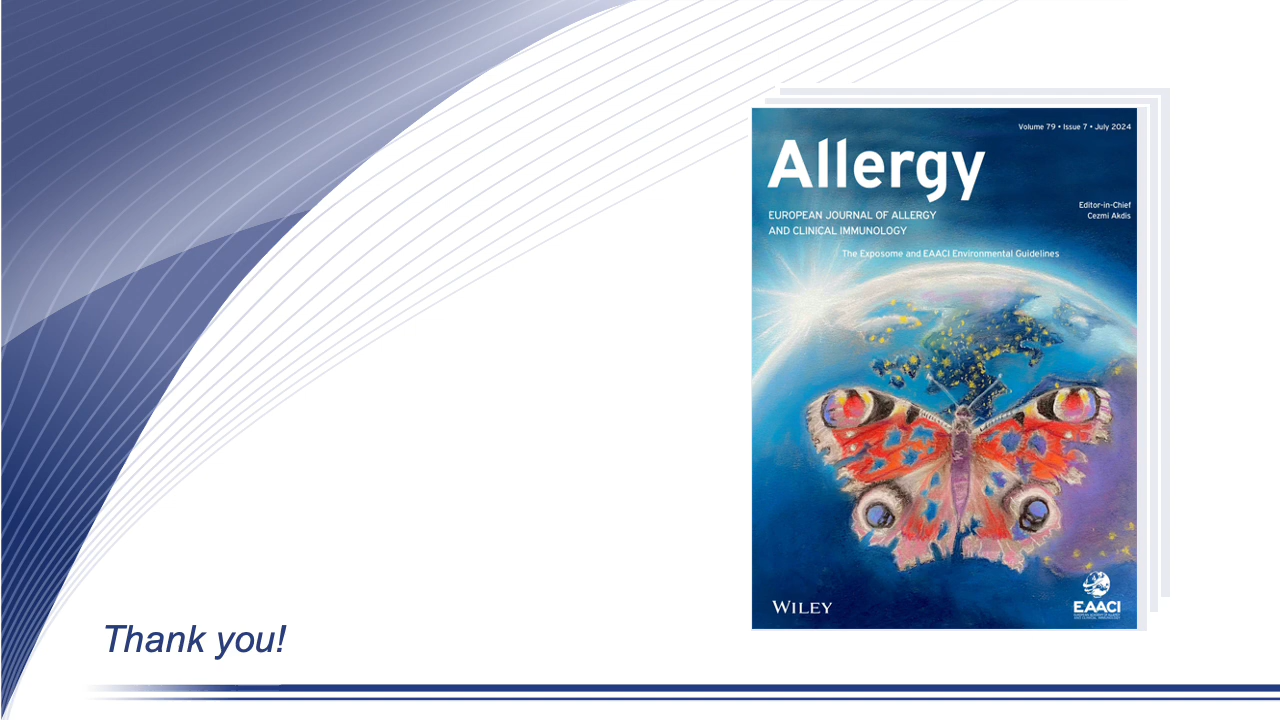 Volume 79 • Issue 7 • July 2024
Allergy
Editor-in-Chief
Cezmi Akdis
EUROPEAN JOURNAL OF ALLERGY
AND CLINICAL IMMUNOLOGY
The Exposome and EAACI Environmental Guidelines
WILEY
EAACI
Thank you!